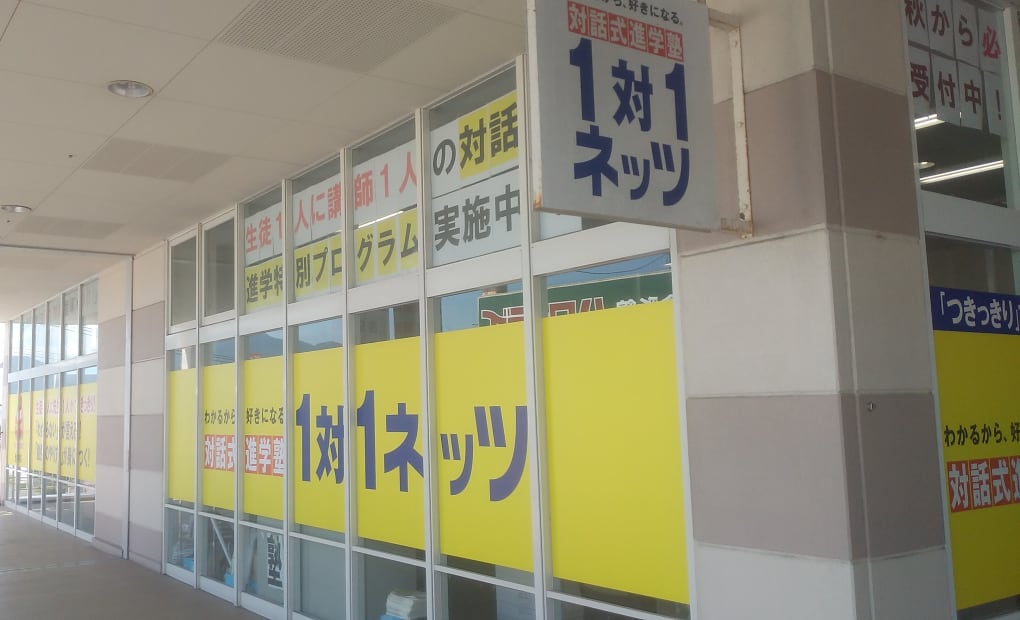 から、好きになる。
対話式進学塾
1対1
ネッツ
秋から必
受付中！
生徒1人に講師1人の対話
進学特別プログラム実施中
わかるから 好きになる。
対話式進学塾
1対1ネッツ
塾
「つきっきり」
わかるから、好
対話式進